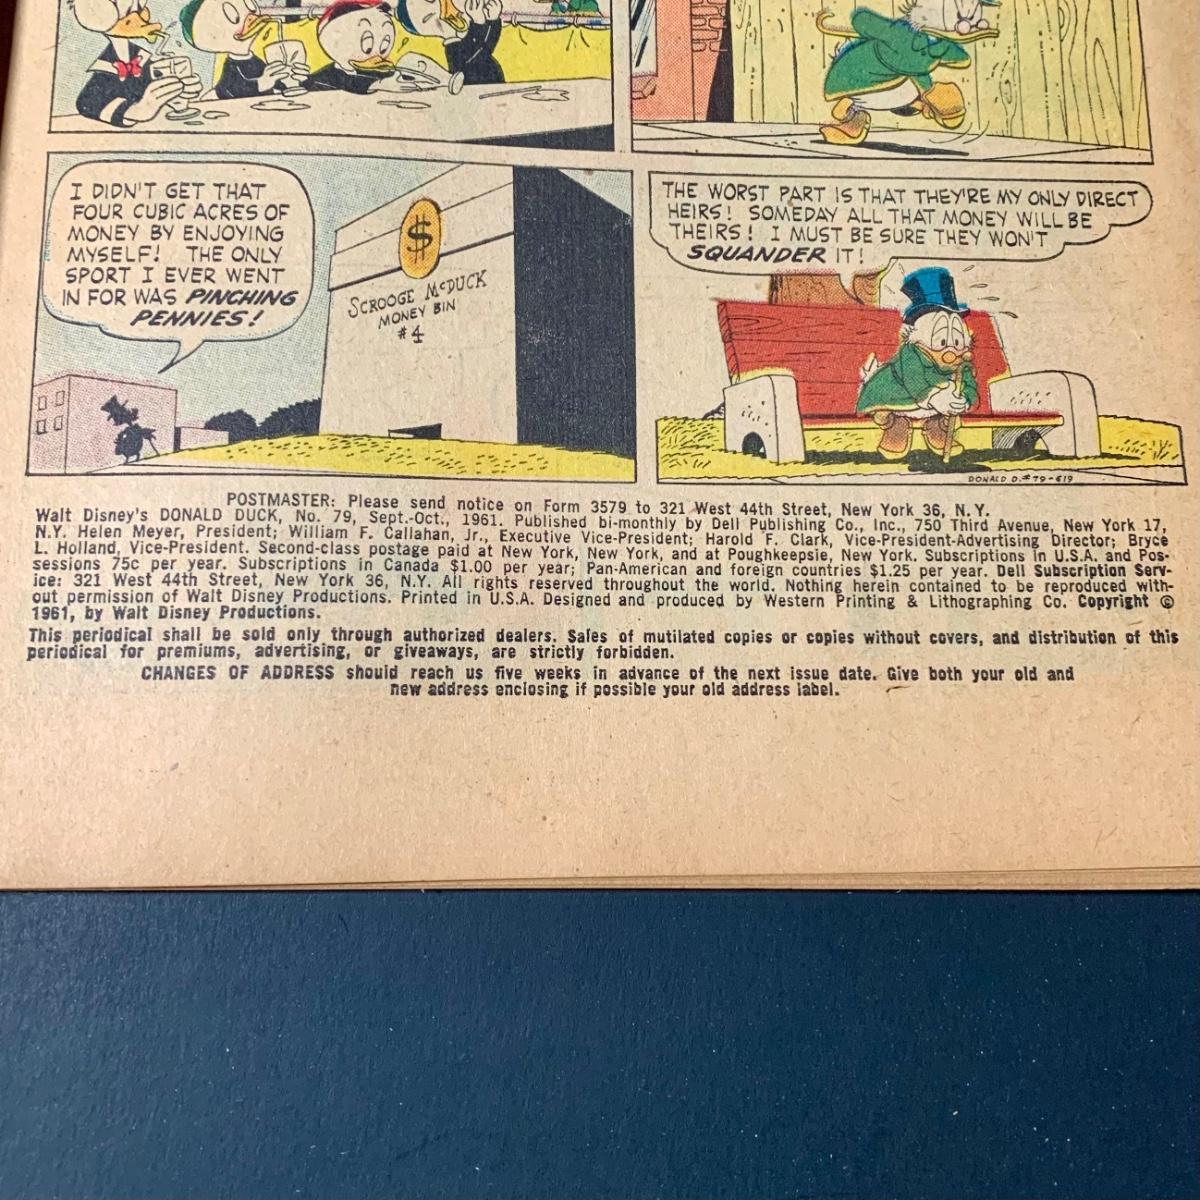 I DIDN'T GET THAT
FOUR CUBIC ACRES OF
MONEY BY ENJOYING
MYSELF! THE ONLY
SPORT I EVER WENT
IN FOR WAS PINCHING
PENNIES!
$
SCROOGE McDUCK
MONEY BIN
#4
THE WORST PART IS THAT THEY'RE MY ONLY DIRECT
HEIRS! SOMEDAY ALL THAT MONEY WILL BE
THEIRS! I MUST BE SURE THEY WON'T
SQUANDER IT!
DONALD D. #79-619
POSTMASTER: Please send notice on Form 3579 to 321 West 44th Street, New York 36, N.Y.
Walt Disney's DONALD DUCK, No. 79, Sept.-Oct., 1961. Published bi-monthly by Dell Publishing Co., Inc., 750 Third Avenue, New York 17,
N.Y. Helen Meyer, President; William F. Callahan, Jr., Executive Vice-President; Harold F. Clark, Vice-President-Advertising Director; Bryce
L. Holland, Vice-President. Second-class postage paid at New York, New York, and at Poughkeepsie, New York. Subscriptions in U.S.A. and Pos-
sessions 75c per year. Subscriptions in Canada $1.00 per year; Pan-American and foreign countries $1.25 per year. Dell Subscription Serv-
ice: 321 West 44th Street, New York 36, N.Y. All rights reserved throughout the world. Nothing herein contained to be reproduced with-
out permission of Walt Disney Productions. Printed in U.S.A. Designed and produced by Western Printing & Lithographing Co. Copyright ©
1961, by Walt Disney Productions.
This periodical shall be sold only through authorized dealers. Sales of mutilated copies or copies without covers, and distribution of this
periodical for premiums, advertising, or giveaways, are strictly forbidden.
CHANGES OF ADDRESS should reach us five weeks in advance of the next issue date. Give both your old and
new address enclosing if possible your old address label.